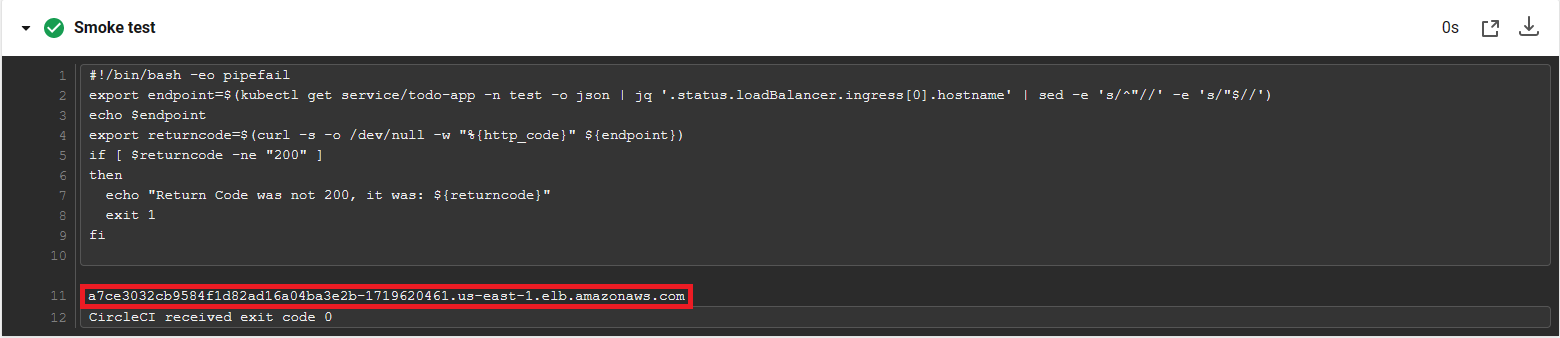 Smoke test
0s
1 #!/bin/bash -eo pipefail
2 export endpoint=$(kubectl get service/todo-app -n test -o json | jq '.status.loadBalancer.ingress[0].hostname' | sed -e 's/^"//' -e 's/"$//')
3 echo $endpoint
4 export returncode=$(curl -s -o /dev/null -w "%{http_code}" ${endpoint})
5 if [ $returncode -ne "200" ]
6 then
7   echo "Return Code was not 200, it was: ${returncode}"
8   exit 1
9 fi
10
11 a7ce3032cb9584f1d82ad16a04ba3e2b-1719620461.us-east-1.elb.amazonaws.com
12 CircleCI received exit code 0